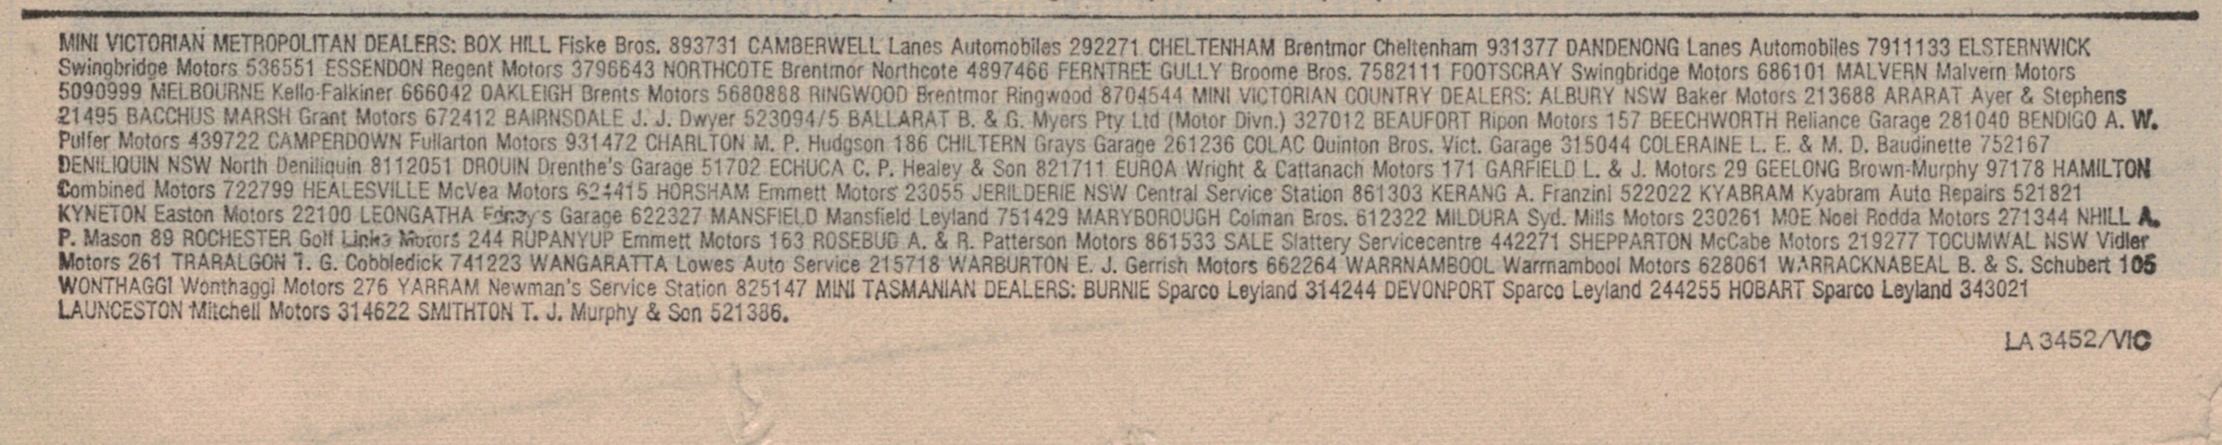 MINI VICTORIAN METROPOLITAN DEALERS: BOX HILL Fiske Bros. 893731 CAMBERWELL Lanes Automobiles 292271 CHELTENHAM Brentmor Cheltenham 931377 DANDENONG Lanes Automobiles 7911133 ELSTERNWICK
Swingbridge Motors 536551 ESSENDON Regent Motors 3796643 NORTHCOTE Brentmor Northcote 4897466 FERNTREE GULLY Broome Bros. 7582111 FOOTSCRAY Swingbridge Motors 686101 MALVERN Malvern Motors
5090999 MELBOURNE Kello-Falkiner 666042 OAKLEIGH Brents Motors 5680888 RINGWOOD Brentmor Ringwood 8704544 MINI VICTORIAN COUNTRY DEALERS: ALBURY NSW Baker Motors 213688 ARARAT Ayer & Stephens
21495 BACCHUS MARSH Grant Motors 672412 BAIRNSDALE J. J. Dwyer 523094/5 BALLARAT B. & G. Myers Pty Ltd (Motor Divn.) 327012 BEAUFORT Ripon Motors 157 BEECHWORTH Reliance Garage 281040 BENDIGO A. W.
Pulfer Motors 439722 CAMPERDOWN Fullarton Motors 931472 CHARLTON M. P. Hudgson 186 CHILTERN Grays Garage 261236 COLAC Quinton Bros. Vict. Garage 315044 COLERAINE L. E. & M. D. Baudinette 752167
DENILIQUIN NSW North Deniliquin 8112051 DROUIN Drenthe's Garage 51702 ECHUCA C. P. Healey & Son 821711 EUROA Wright & Cattanach Motors 171 GARFIELD L. & J. Motors 29 GEELONG Brown-Murphy 97178 HAMILTON
Combined Motors 722799 HEALESVILLE McVea Motors 624415 HORSHAM Emmett Motors 23055 JERILDERIE NSW Central Service Station 861303 KERANG A. Franzini 522022 KYABRAM Kyabram Auto Repairs 521821
KYNETON Easton Motors 22100 LEONGATHA Garage 622327 MANSFIELD Mansfield Leyland 751429 MARYBOROUGH Colman Bros. 612322 MILDURA Syd. Mills Motors 230261 MOE Noel Rodda Motors 271344 NHILL A.
P. Mason 89 ROCHESTER Golf Links Motors 244 RUPANYUP Emmett Motors 163 ROSEBUD A. & R. Patterson Motors 861533 SALE Slattery Servicecentre 442271 SHEPPARTON McCabe Motors 219277 TOCUMWAL NSW Vidler
Motors 261 TRARALGON T. G. Cobbledick 741223 WANGARATTA Lowes Auto Service 215718 WARBURTON E. J. Gerrish Motors 662264 WARRNAMBOOL Warrnambool Motors 628061 WARRACKNABEAL B. & S. Schubert 105
WONTHAGGI Wonthaggi Motors 276 YARRAM Newman's Service Station 825147 MINI TASMANIAN DEALERS: BURNIE Sparco Leyland 314244 DEVONPORT Sparco Leyland 244255 HOBART Sparco Leyland 343021
LAUNCESTON Mitchell Motors 314622 SMITHTON T. J. Murphy & Son 521386.
LA 3452/VIC